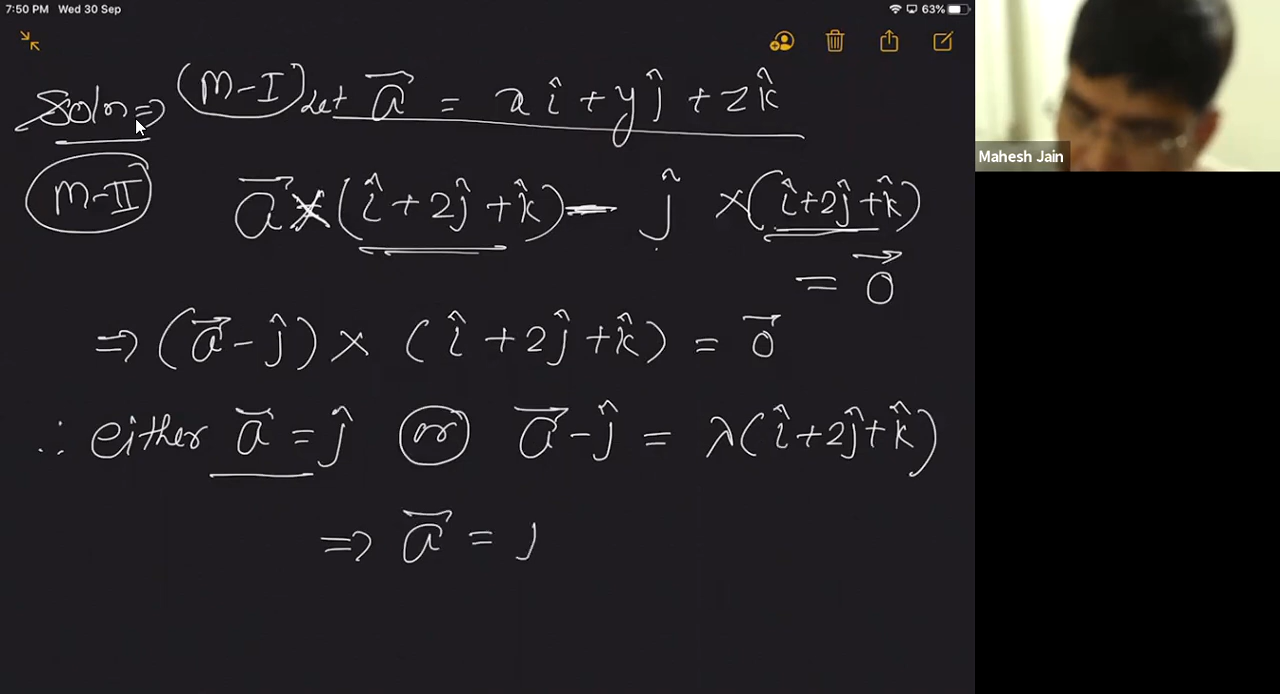 7:50 PM Wed 30 Sep 63%
Soln ⇒ (M-I) Let a⃗ = xî + yĵ + zk̂
Mahesh Jain
(M-II) a⃗ × (î + 2ĵ + k̂) - ĵ × (î + 2ĵ + k̂)
= 0⃗
⇒ (a⃗ - ĵ) × (î + 2ĵ + k̂) = 0⃗
∴ either a⃗ = ĵ or a⃗ - ĵ = λ(î + 2ĵ + k̂)
⇒ a⃗ = J